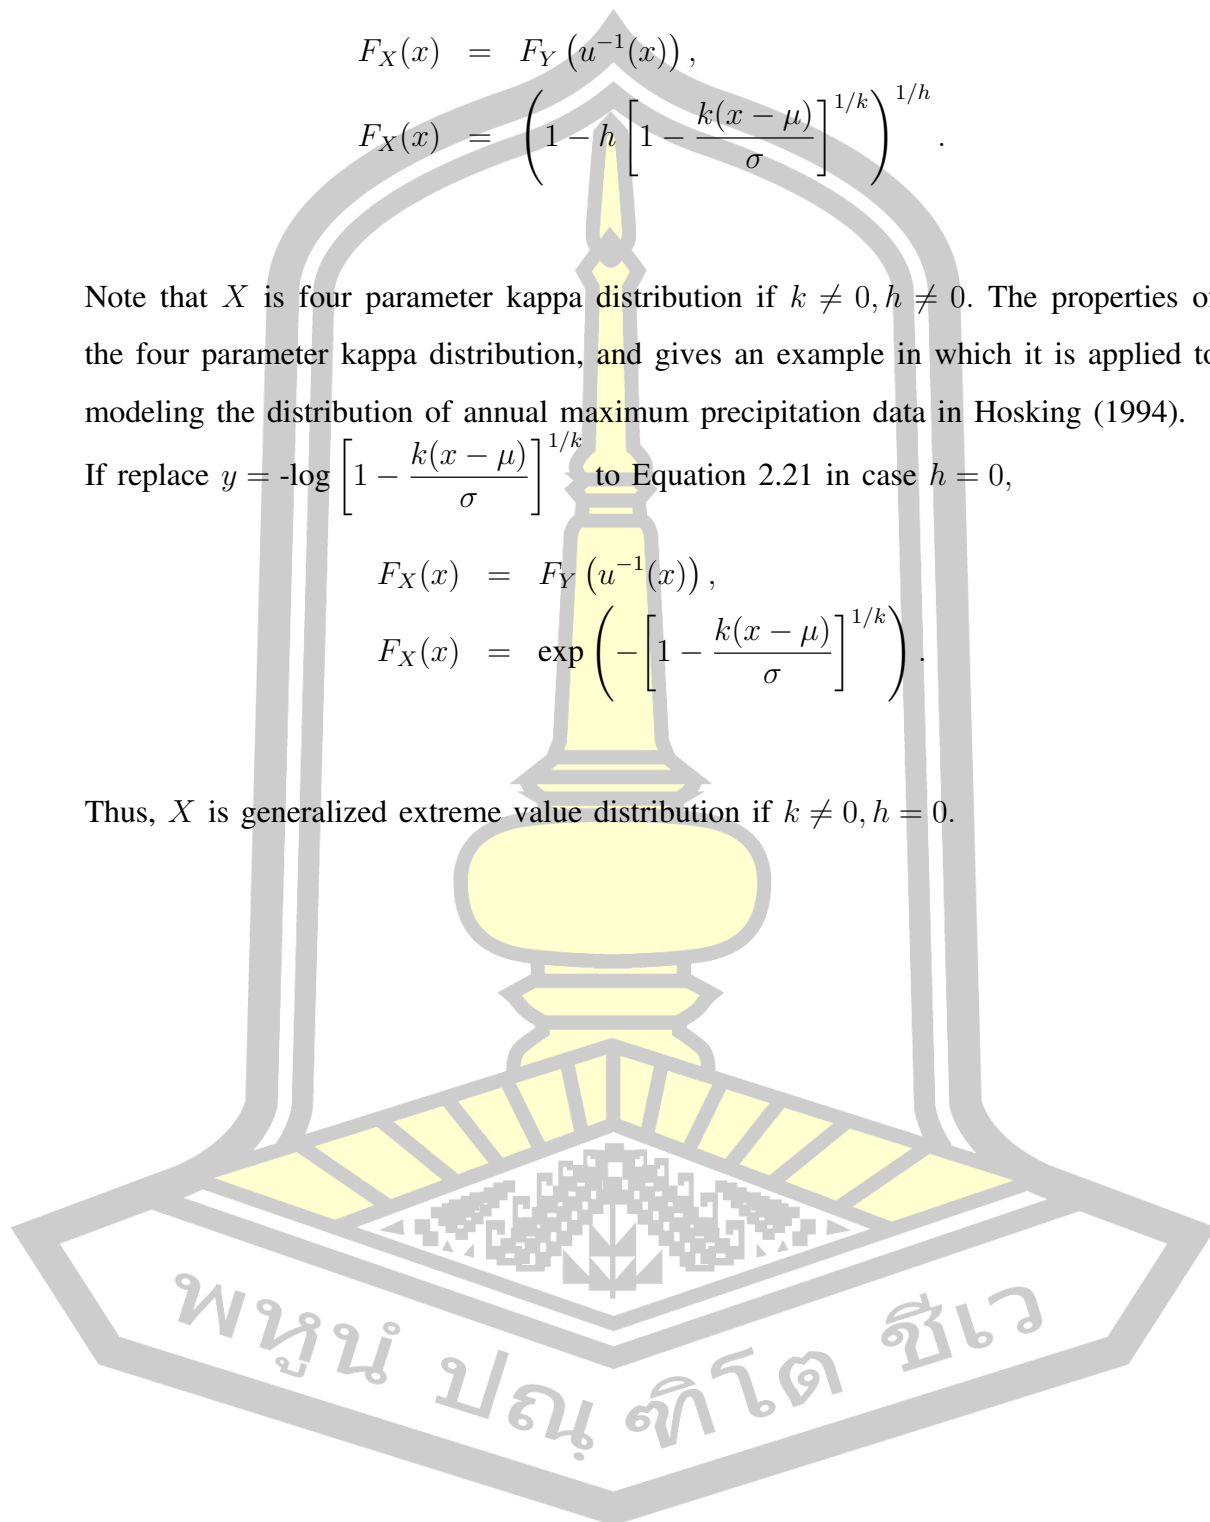 F_X(x) = F_Y (u^{-1}(x)),
F_X(x) = (1 − h [1 − k(x − μ)/σ]^{1/k})^{1/h}.
Note that X is four parameter kappa distribution if k ≠ 0, h ≠ 0. The properties of
the four parameter kappa distribution, and gives an example in which it is applied to
modeling the distribution of annual maximum precipitation data in Hosking (1994).
If replace y = -log [1 − k(x − μ)/σ]^{1/k} to Equation 2.21 in case h = 0,
F_X(x) = F_Y (u^{-1}(x)),
F_X(x) = exp (− [1 − k(x − μ)/σ]^{1/k}).
Thus, X is generalized extreme value distribution if k ≠ 0, h = 0.
พหูนํ ปณฺฑิโต ชีเว